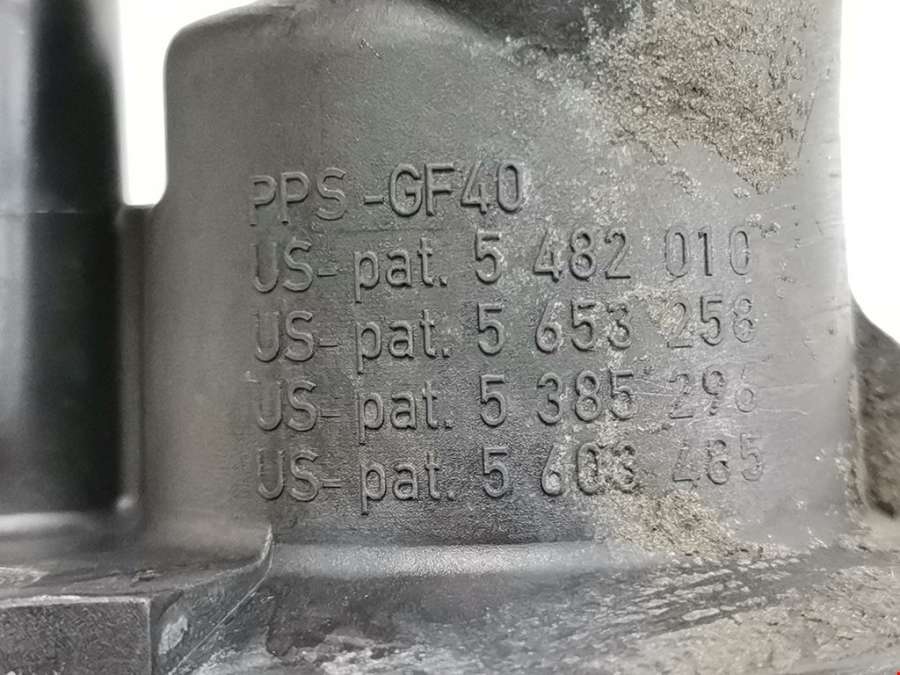 PPS-GF40
US-pat. 5 482 010
US-pat. 5 653 258
US-pat. 5 385 296
US-pat. 5 603 485